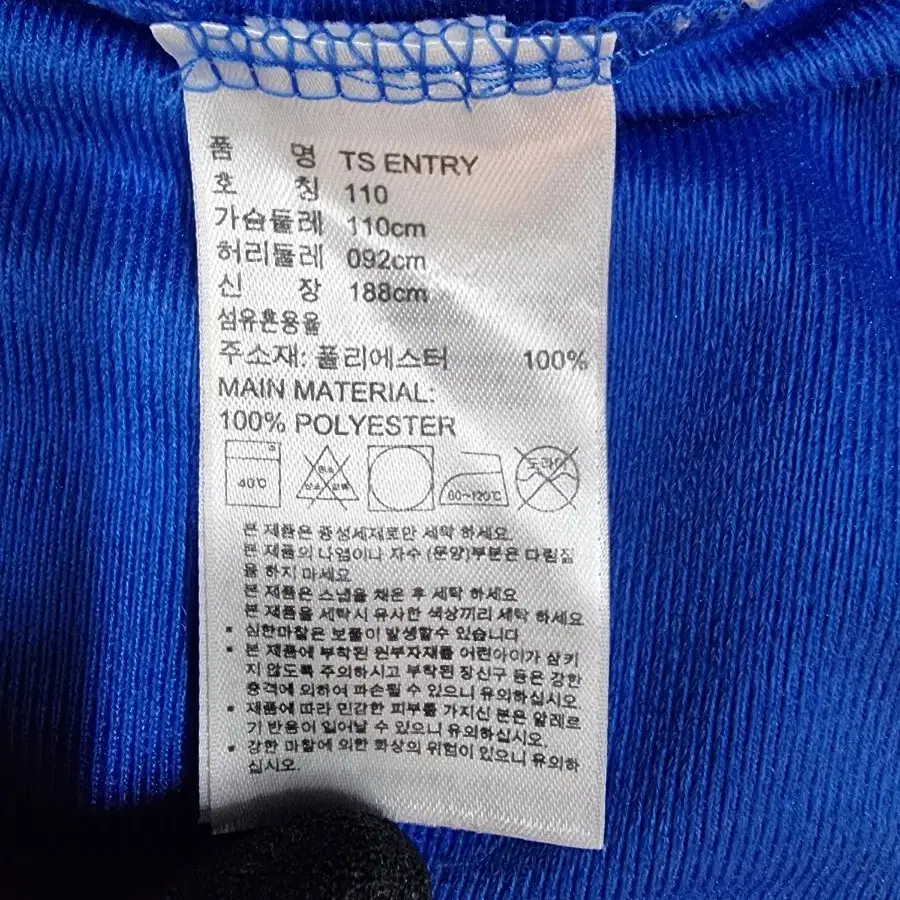 품 명 TS ENTRY
호 칭 110
가슴둘레 110cm
허리둘레 092cm
신 장 188cm
섬유혼용율
주소재: 폴리에스터 100%
MAIN MATERIAL:
100% POLYESTER
40℃ 염소 산소표백 80~120℃ 드라이
본 제품은 중성세제로만 세탁 하세요.
본 제품의 나염이나 자수 (문양)부분은 다림질
을 하지 마세요
본 제품은 스냅을 채운 후 세탁 하세요
본 제품을 세탁시 유사한 색상끼리 세탁 하세요
• 심한마찰은 보풀이 발생할수 있습니다
• 본 제품에 부착된 원부자재를 어린아이가 삼키
지 않도록 주의하시고 부착된 장신구 등은 강한
충격에 의하여 파손될 수 있으니 유의하십시오
• 제품에 따라 민감한 피부를 가지신 분은 알레르
기 반응이 일어날 수 있으니 유의하십시오.
• 강한 마찰에 의한 화상의 위험이 있으니 유의하
십시오.